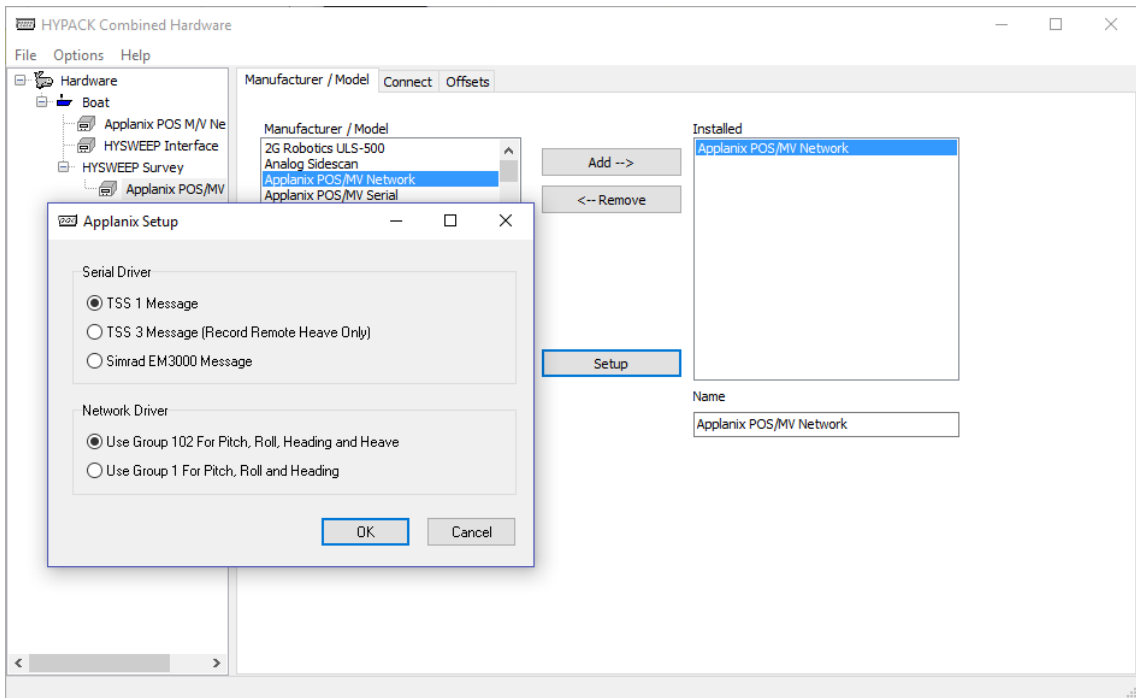 HYPACK Combined Hardware
File Options Help
Hardware
Boat
Applanix POS M/V Ne
HYSWEEP Interface
HYSWEEP Survey
Applanix POS/MV
Manufacturer / Model Connect Offsets
Manufacturer / Model
2G Robotics ULS-500
Analog Sidescan
Applanix POS/MV Network
Applanix POS/MV Serial
Add -->
<-- Remove
Setup
Installed
Applanix POS/MV Network
Name
Applanix POS/MV Network
Applanix Setup
Serial Driver
TSS 1 Message
TSS 3 Message (Record Remote Heave Only)
Simrad EM3000 Message
Network Driver
Use Group 102 For Pitch, Roll, Heading and Heave
Use Group 1 For Pitch, Roll and Heading
OK Cancel